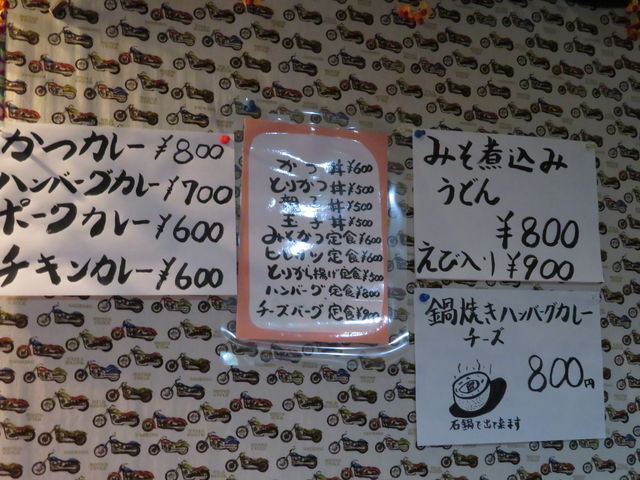 かつカレー ¥800
ハンバーグカレー ¥700
ポークカレー ¥600
チキンカレー ¥600
かつ丼 ¥600
とりかつ丼 ¥500
親子丼 ¥500
玉子丼 ¥500
みそかつ定食 ¥600
ヒレカツ定食 ¥600
とりから揚げ定食 ¥500
ハンバーグ定食 ¥800
チーズバーグ定食 ¥900
みそ煮込み
うどん
¥800
えび入り ¥900
鍋焼きハンバーグカレー
チーズ
800円
石鍋で出て来ます